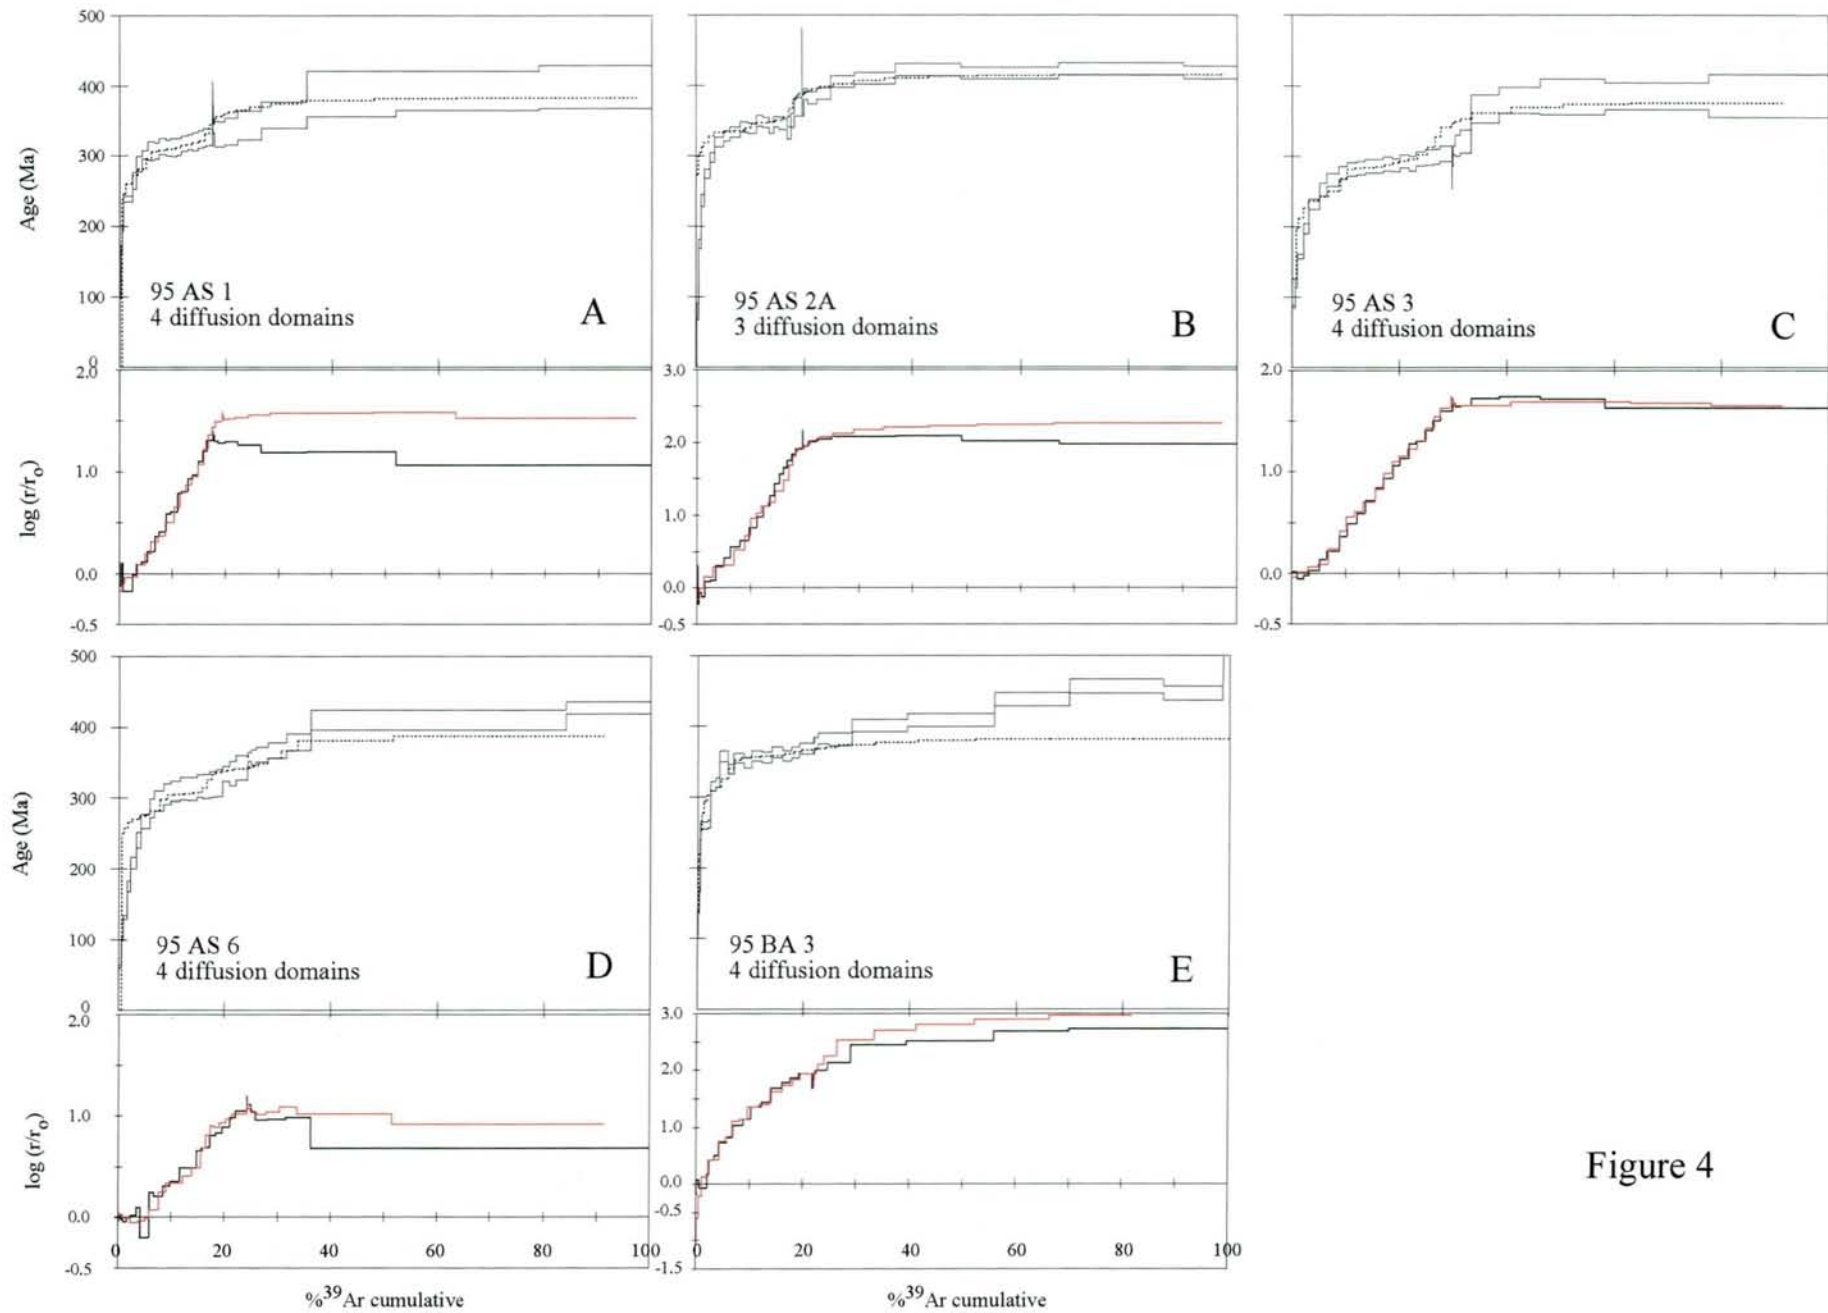 500
400
300
200
100
0
Age (Ma)
95 AS 1
4 diffusion domains
A
95 AS 2A
3 diffusion domains
B
95 AS 3
4 diffusion domains
C
2.0
1.0
0.0
-0.5
log (r/ro)
3.0
2.0
1.0
0.0
-0.5
2.0
1.0
0.0
-0.5
500
400
300
200
100
0
Age (Ma)
95 AS 6
4 diffusion domains
D
95 BA 3
4 diffusion domains
E
2.0
1.0
0.0
-0.5
log (r/ro)
0 20 40 60 80 100
%39Ar cumulative
3.0
2.0
1.0
0.0
-0.5
-1.5
0 20 40 60 80 100
%39Ar cumulative
Figure 4